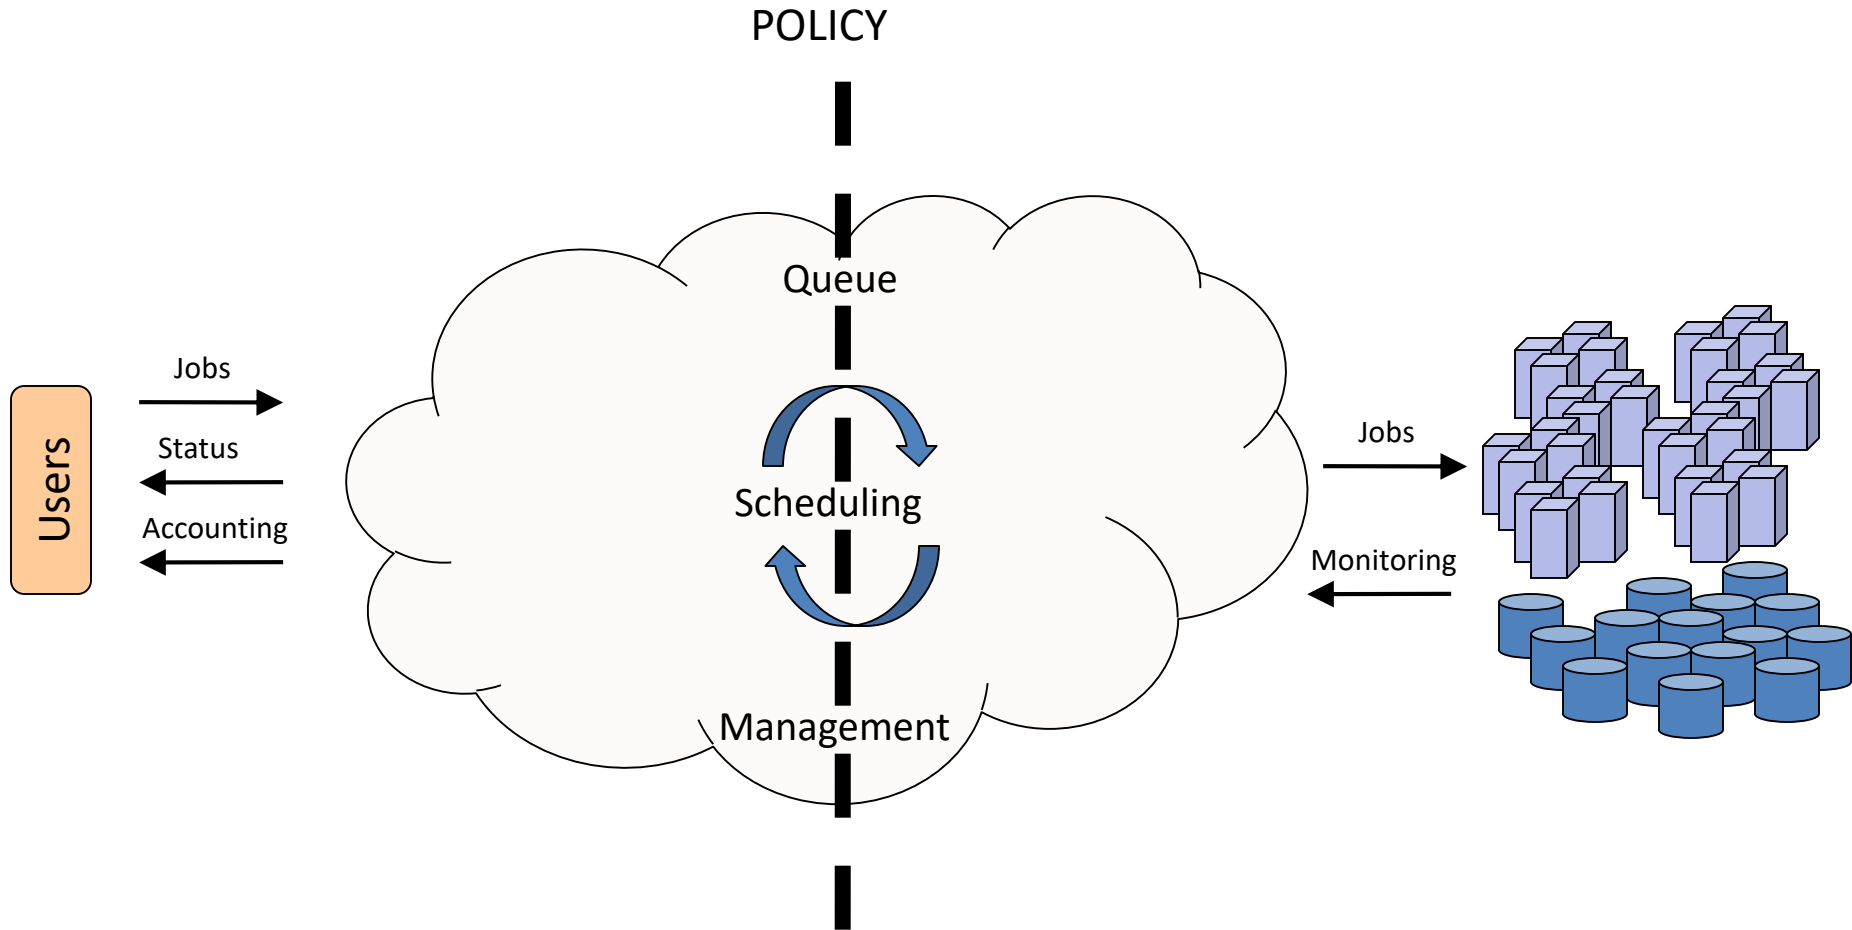 POLICY
Queue
Jobs
Status
Accounting
Users
Scheduling
Management
Jobs
Monitoring